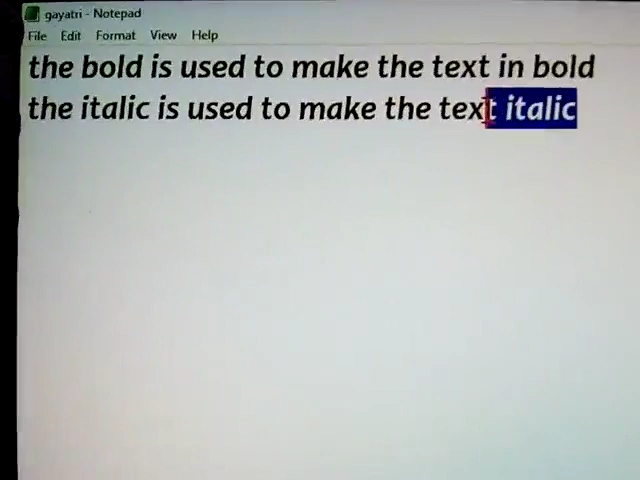 gayatri - Notepad
File Edit Format View Help
the bold is used to make the text in bold
the italic is used to make the text italic